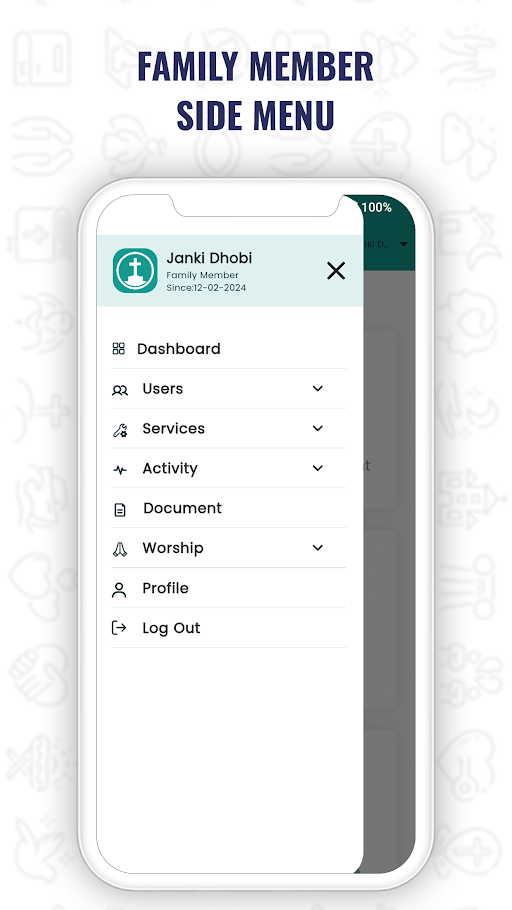 FAMILY MEMBER
SIDE MENU
100%
Janki Dhobi
Family Member
Since:12-02-2024
Dashboard
Users
Services
Activity
Document
Worship
Profile
Log Out